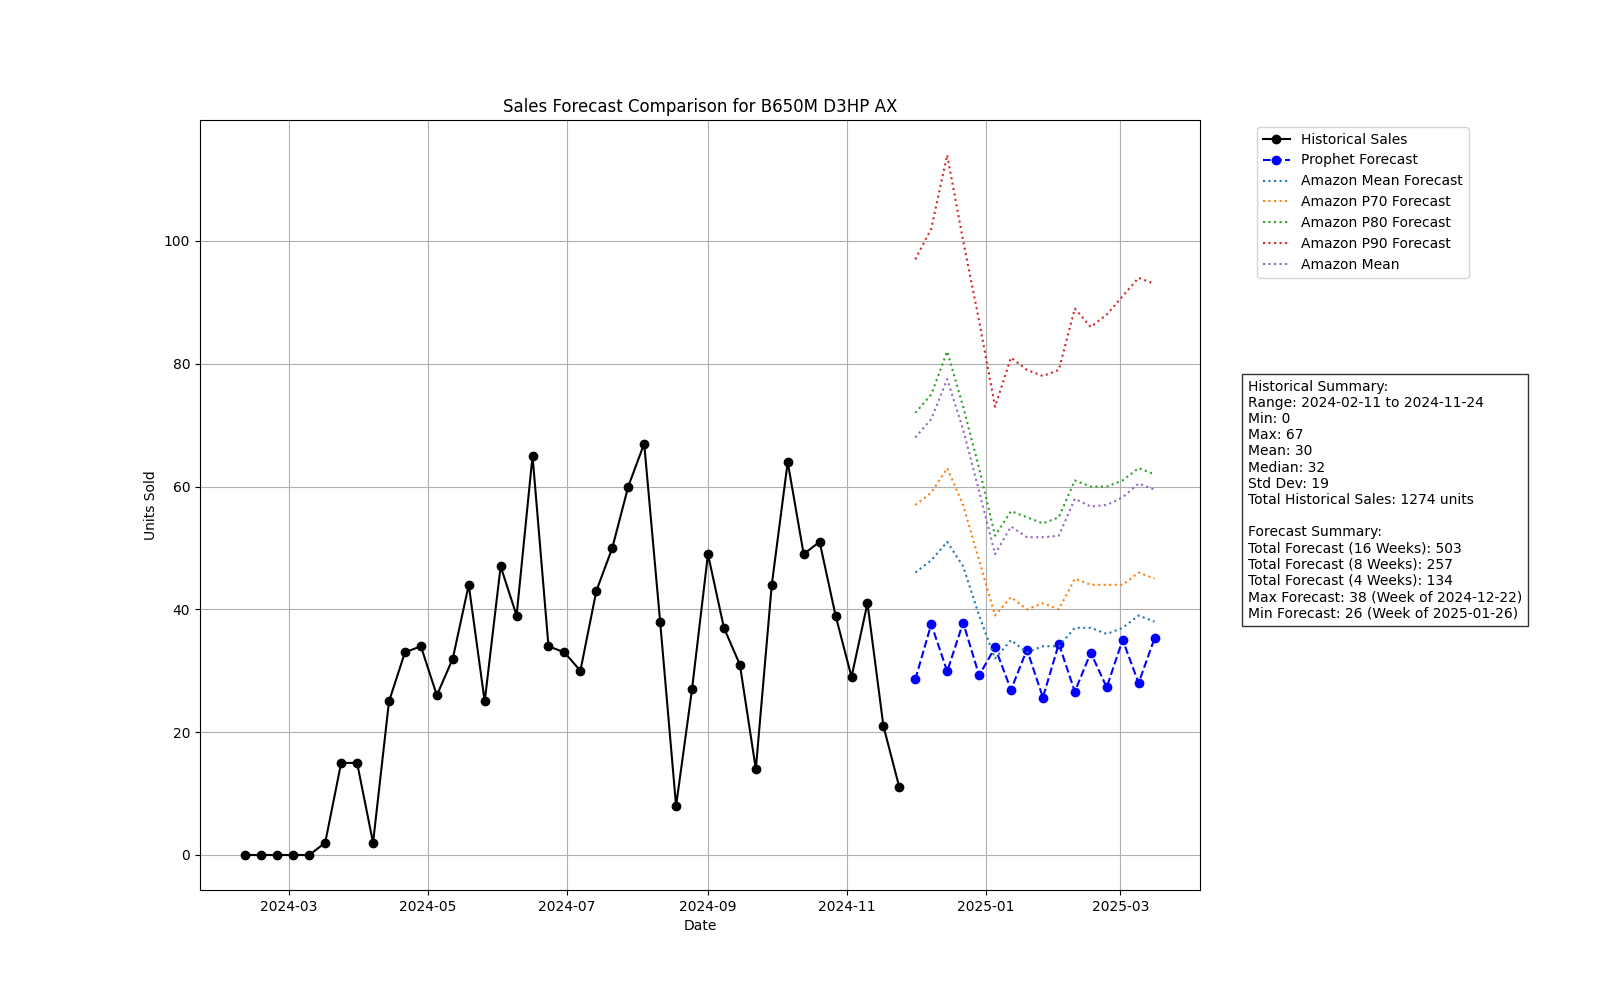 Sales Forecast Comparison for B650M D3HP AX
Historical Sales
Prophet Forecast
Amazon Mean Forecast
Amazon P70 Forecast
Amazon P80 Forecast
Amazon P90 Forecast
Amazon Mean
100
80
60
40
20
0
Units Sold
2024-03
2024-05
2024-07
2024-09
2024-11
2025-01
2025-03
Date
Historical Summary:
Range: 2024-02-11 to 2024-11-24
Min: 0
Max: 67
Mean: 30
Median: 32
Std Dev: 19
Total Historical Sales: 1274 units
Forecast Summary:
Total Forecast (16 Weeks): 503
Total Forecast (8 Weeks): 257
Total Forecast (4 Weeks): 134
Max Forecast: 38 (Week of 2024-12-22)
Min Forecast: 26 (Week of 2025-01-26)